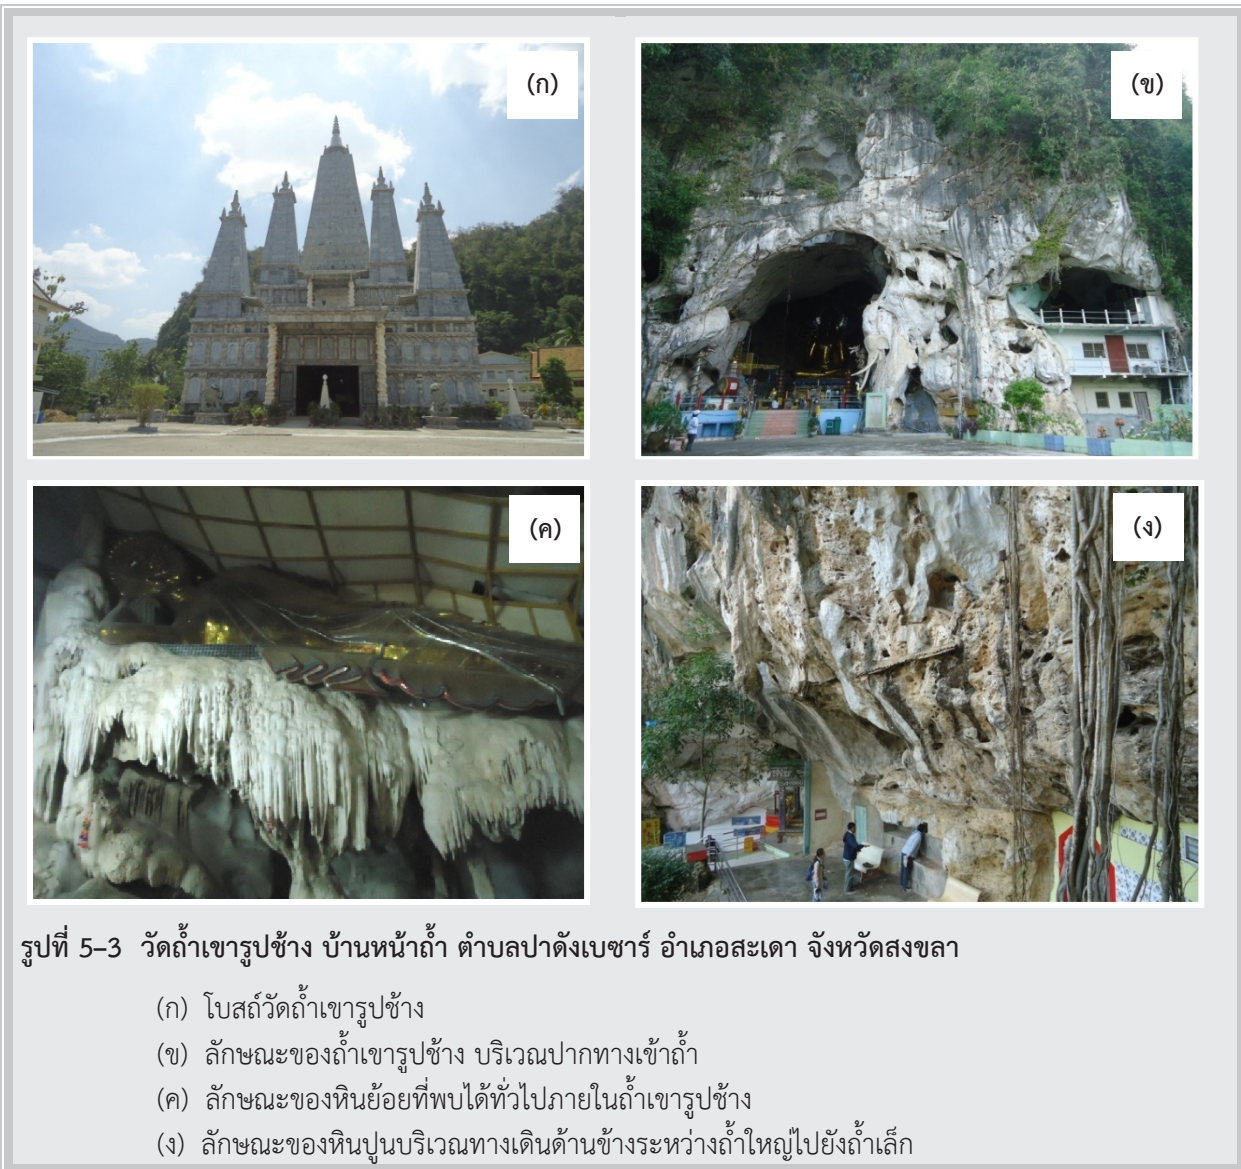 (ก)
(ข)
(ค)
(ง)
รูปที่ 5–3 วัดถ้ำเขารูปช้าง บ้านหน้าถ้ำ ตำบลปาดังเบซาร์ อำเภอสะเดา จังหวัดสงขลา
(ก) โบสถ์วัดถ้ำเขารูปช้าง
(ข) ลักษณะของถ้ำเขารูปช้าง บริเวณปากทางเข้าถ้ำ
(ค) ลักษณะของหินย้อยที่พบได้ทั่วไปภายในถ้ำเขารูปช้าง
(ง) ลักษณะของหินปูนบริเวณทางเดินด้านข้างระหว่างถ้ำใหญ่ไปยังถ้ำเล็ก